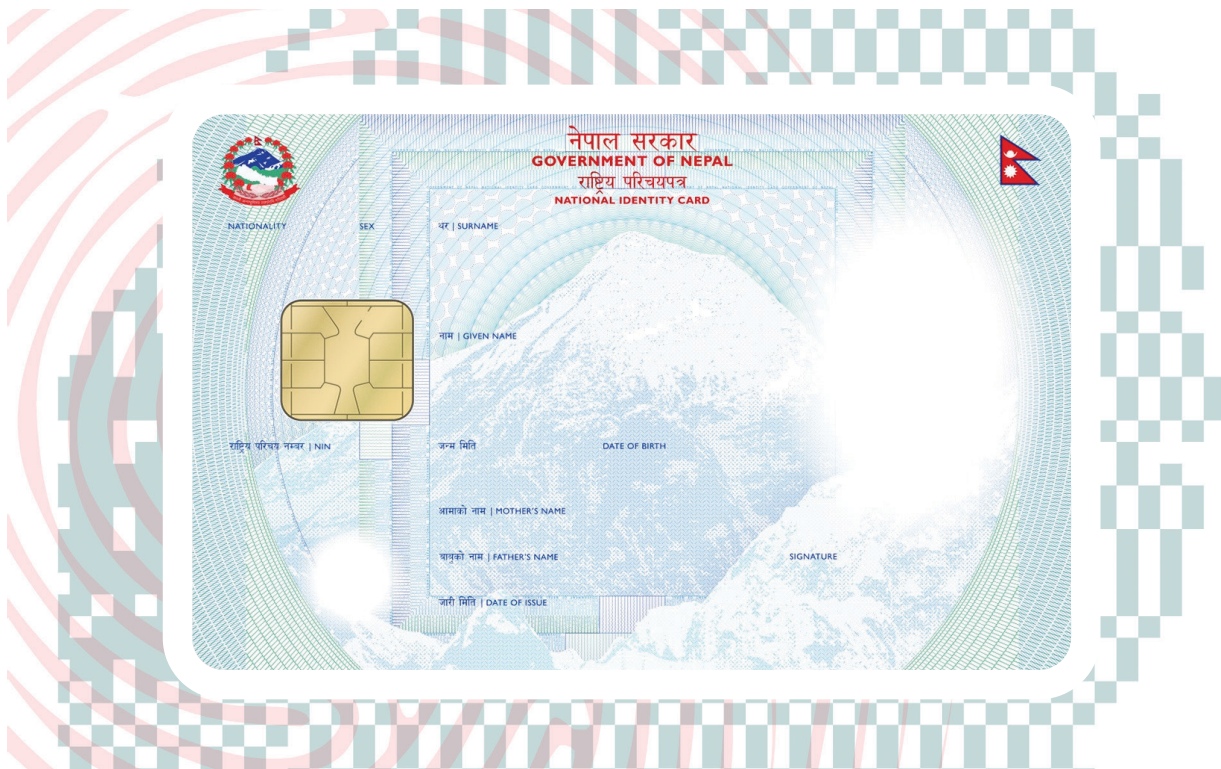 नेपाल सरकार
GOVERNMENT OF NEPAL
राष्ट्रिय परिचयपत्र
NATIONAL IDENTITY CARD
NATIONALITY SEX थर | SURNAME
नाम | GIVEN NAME
राष्ट्रिय परिचय नम्बर | NIN जन्म मिति DATE OF BIRTH
आमाको नाम | MOTHER'S NAME
बाबुको नाम | FATHER'S NAME SIGNATURE
जारी मिति | DATE OF ISSUE